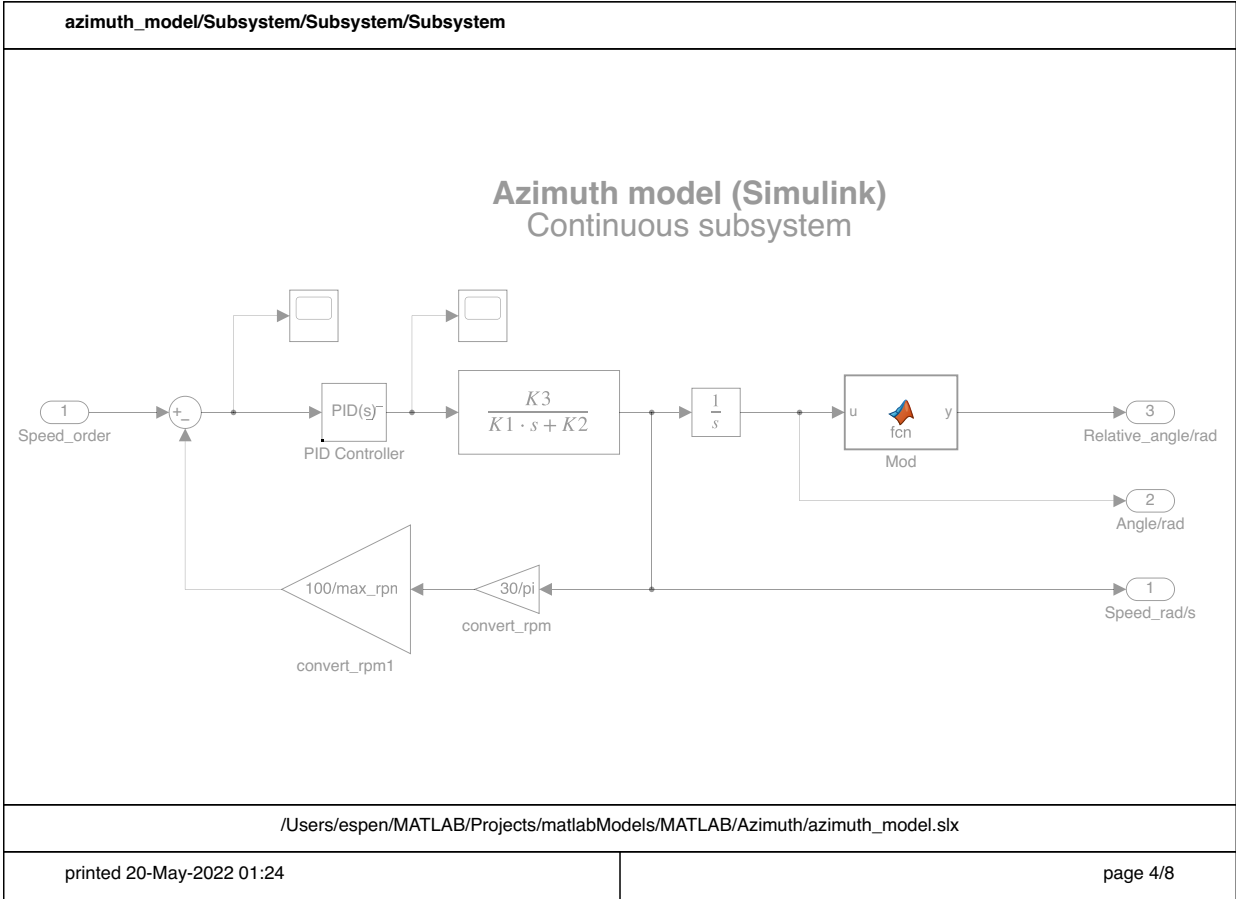 azimuth_model/Subsystem/Subsystem/Subsystem
Azimuth model (Simulink)
Continuous subsystem
1
Speed_order
+
−
PID(s)
PID Controller
K3
K1 · s + K2
1
s
u
fcn
y
Mod
3
Relative_angle/rad
2
Angle/rad
100/max_rpn
convert_rpm1
30/pi
convert_rpm
1
Speed_rad/s
/Users/espen/MATLAB/Projects/matlabModels/MATLAB/Azimuth/azimuth_model.slx
printed 20-May-2022 01:24
page 4/8